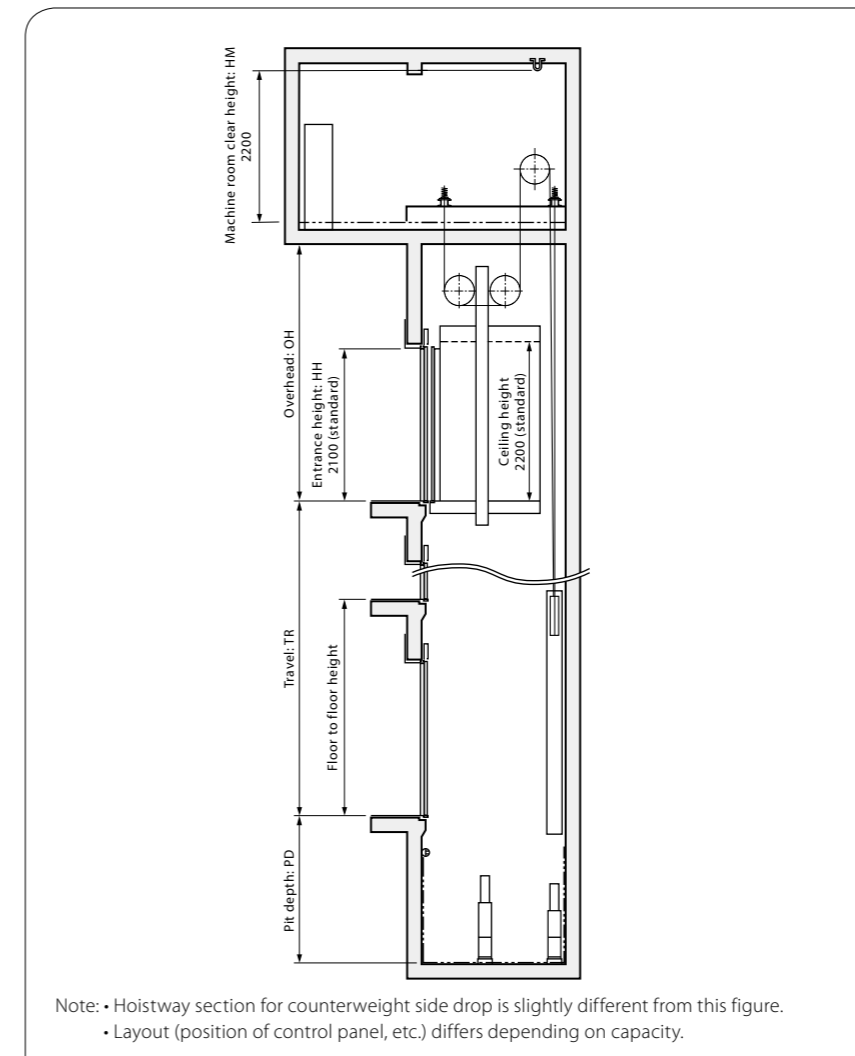 Machine room clear height: HM
2200
Overhead: OH
Entrance height: HH
2100 (standard)
Ceiling height
2200 (standard)
Travel: TR
Floor to floor height
Pit depth: PD
Note: • Hoistway section for counterweight side drop is slightly different from this figure.
• Layout (position of control panel, etc.) differs depending on capacity.